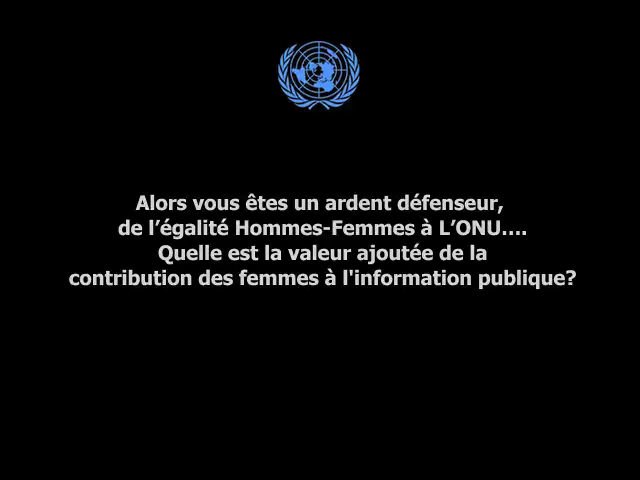 Alors vous êtes un ardent défenseur,
de l’égalité Hommes-Femmes à L’ONU....
Quelle est la valeur ajoutée de la
contribution des femmes à l'information publique?